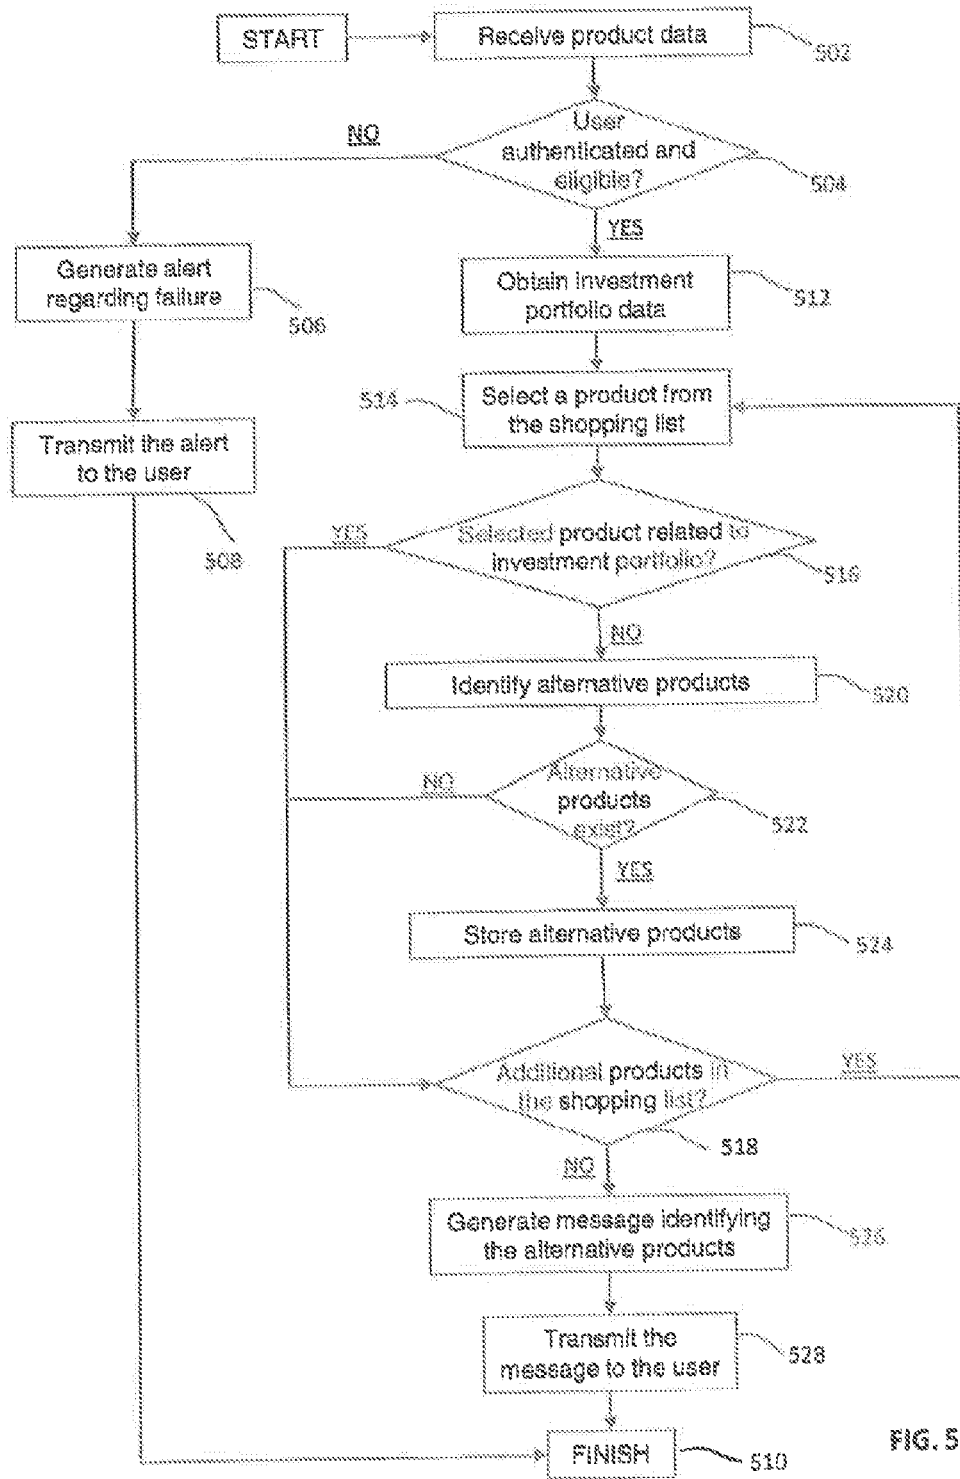 START
Receive product data
502
User
authenticated and
eligible?
504
NO
YES
Generate alert
regarding failure
506
Obtain investment
portfolio data
512
514
Select a product from
the shopping list
Transmit the alert
to the user
508
YES
Selected product related to
investment portfolio?
516
NO
Identify alternative products
520
NO
Alternative
products
exist?
522
YES
Store alternative products
524
Additional products in
the shopping list?
YES
518
NO
Generate message identifying
the alternative products
526
Transmit the
message to the user
528
FINISH
510
FIG. 5